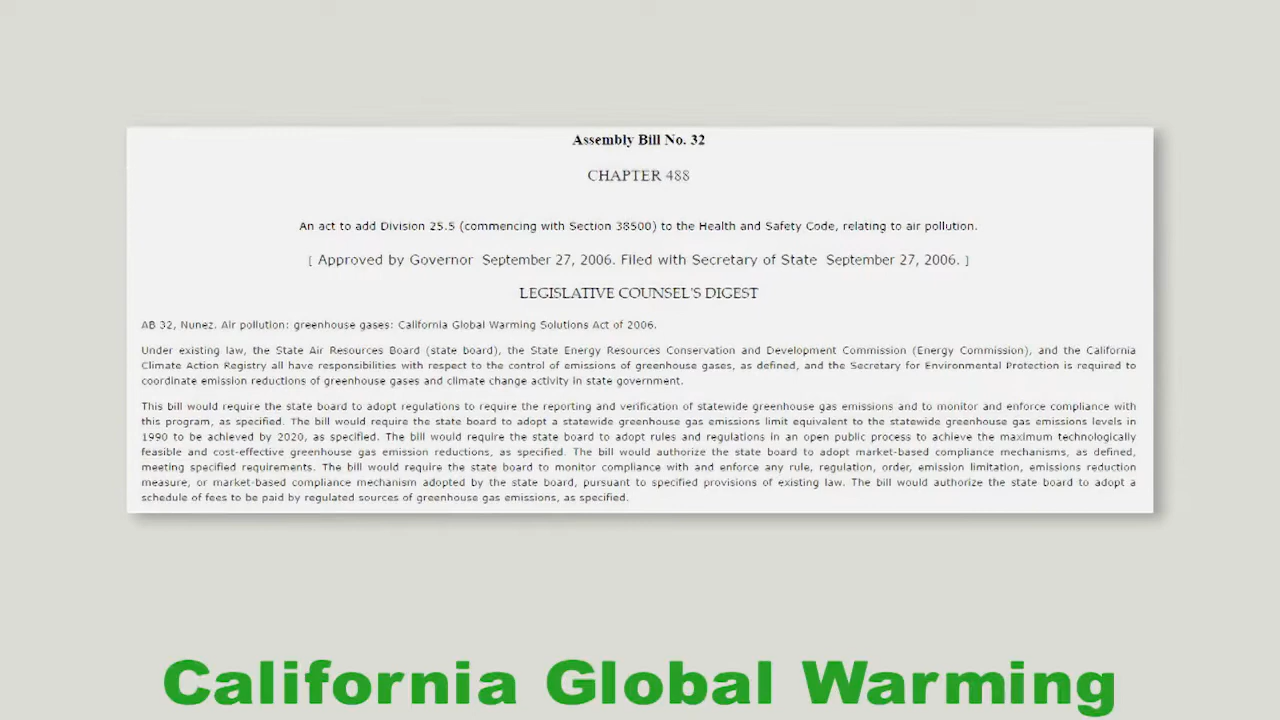 Assembly Bill No. 32
CHAPTER 488
An act to add Division 25.5 (commencing with Section 38500) to the Health and Safety Code, relating to air pollution.
[ Approved by Governor September 27, 2006. Filed with Secretary of State September 27, 2006. ]
LEGISLATIVE COUNSEL'S DIGEST
AB 32, Nunez. Air pollution: greenhouse gases: California Global Warming Solutions Act of 2006.
Under existing law, the State Air Resources Board (state board), the State Energy Resources Conservation and Development Commission (Energy Commission), and the California
Climate Action Registry all have responsibilities with respect to the control of emissions of greenhouse gases, as defined, and the Secretary for Environmental Protection is required to
coordinate emission reductions of greenhouse gases and climate change activity in state government.
This bill would require the state board to adopt regulations to require the reporting and verification of statewide greenhouse gas emissions and to monitor and enforce compliance with
this program, as specified. The bill would require the state board to adopt a statewide greenhouse gas emissions limit equivalent to the statewide greenhouse gas emissions levels in
1990 to be achieved by 2020, as specified. The bill would require the state board to adopt rules and regulations in an open public process to achieve the maximum technologically
feasible and cost-effective greenhouse gas emission reductions, as specified. The bill would authorize the state board to adopt market-based compliance mechanisms, as defined,
meeting specified requirements. The bill would require the state board to monitor compliance with and enforce any rule, regulation, order, emission limitation, emissions reduction
measure, or market-based compliance mechanism adopted by the state board, pursuant to specified provisions of existing law. The bill would authorize the state board to adopt a
schedule of fees to be paid by regulated sources of greenhouse gas emissions, as specified.
California Global Warming